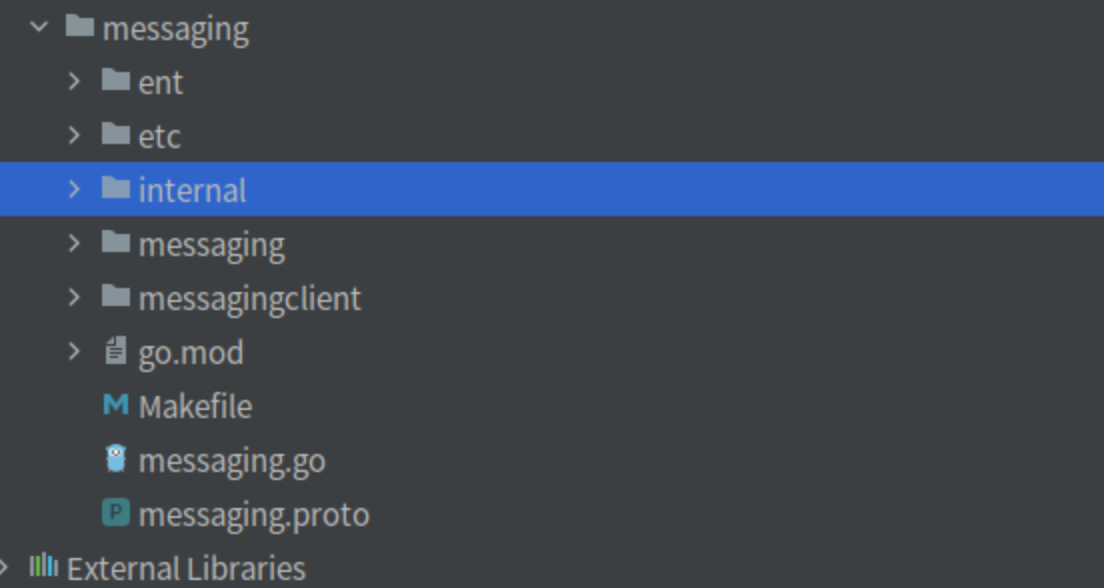 messaging
ent
etc
internal
messaging
messagingclient
go.mod
Makefile
messaging.go
messaging.proto
External Libraries